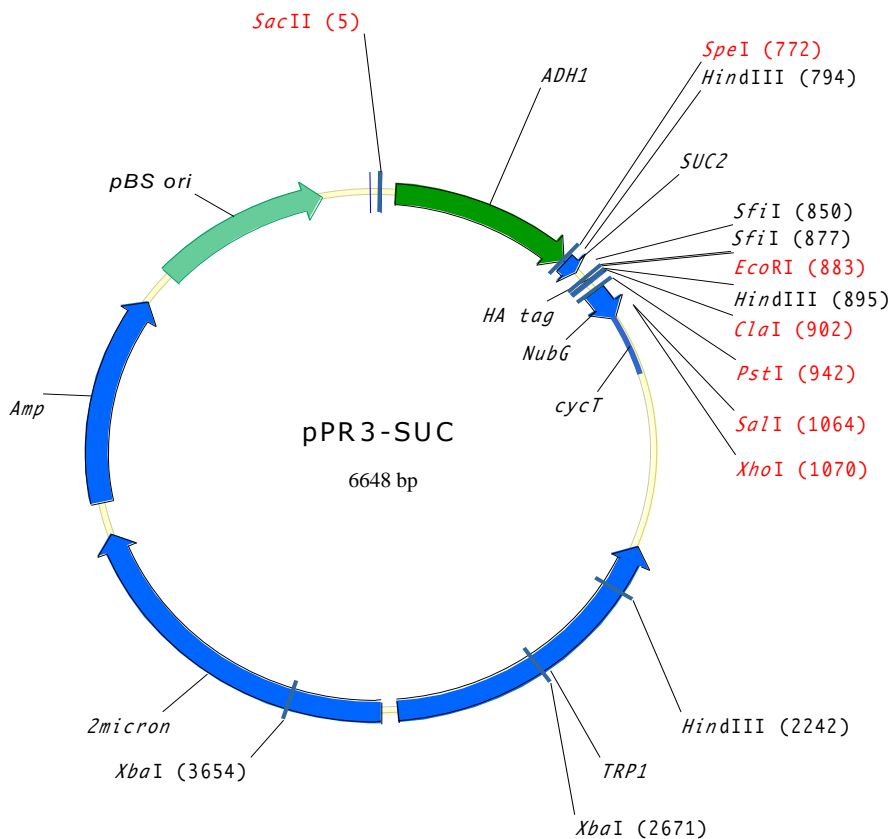 SacII (5)
SpeI (772)
HindIII (794)
ADH1
SUC2
pBS ori
SfiI (850)
SfiI (877)
EcoRI (883)
HindIII (895)
HA tag
ClaI (902)
NubG
PstI (942)
cycT
Amp
SalI (1064)
pPR3-SUC
XhoI (1070)
6648 bp
2micron
HindIII (2242)
XbaI (3654)
TRP1
XbaI (2671)